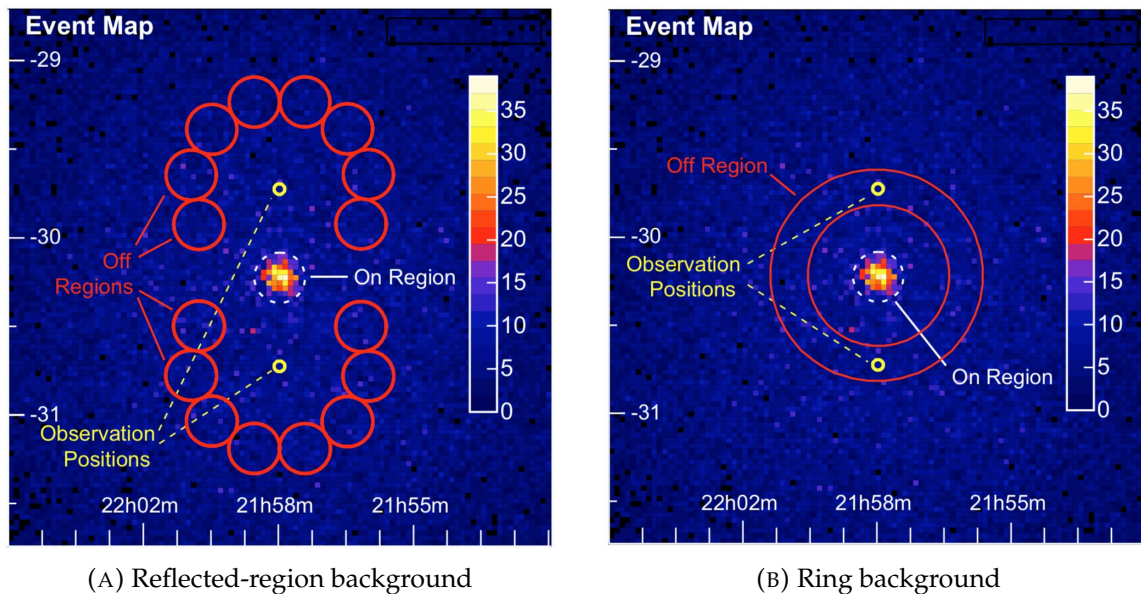 Event Map
-29
-30
-31
35
30
25
20
15
10
5
0
Off
Regions
On Region
Observation
Positions
22h02m
21h58m
21h55m
(A) Reflected-region background
Event Map
-29
-30
-31
35
30
25
20
15
10
5
0
Off Region
Observation
Positions
On Region
22h02m
21h58m
21h55m
(B) Ring background